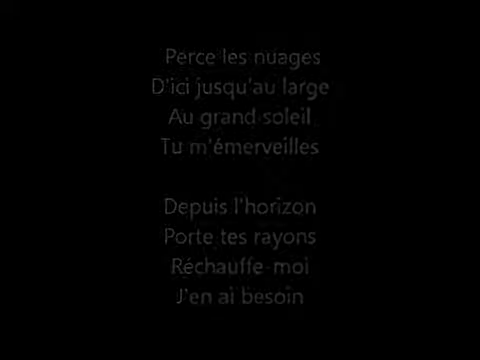 Perce les nuages
D'ici jusqu'au large
Au grand soleil
Tu m'émerveilles
Depuis l'horizon
Porte tes rayons
Réchauffe-moi
J'en ai besoin